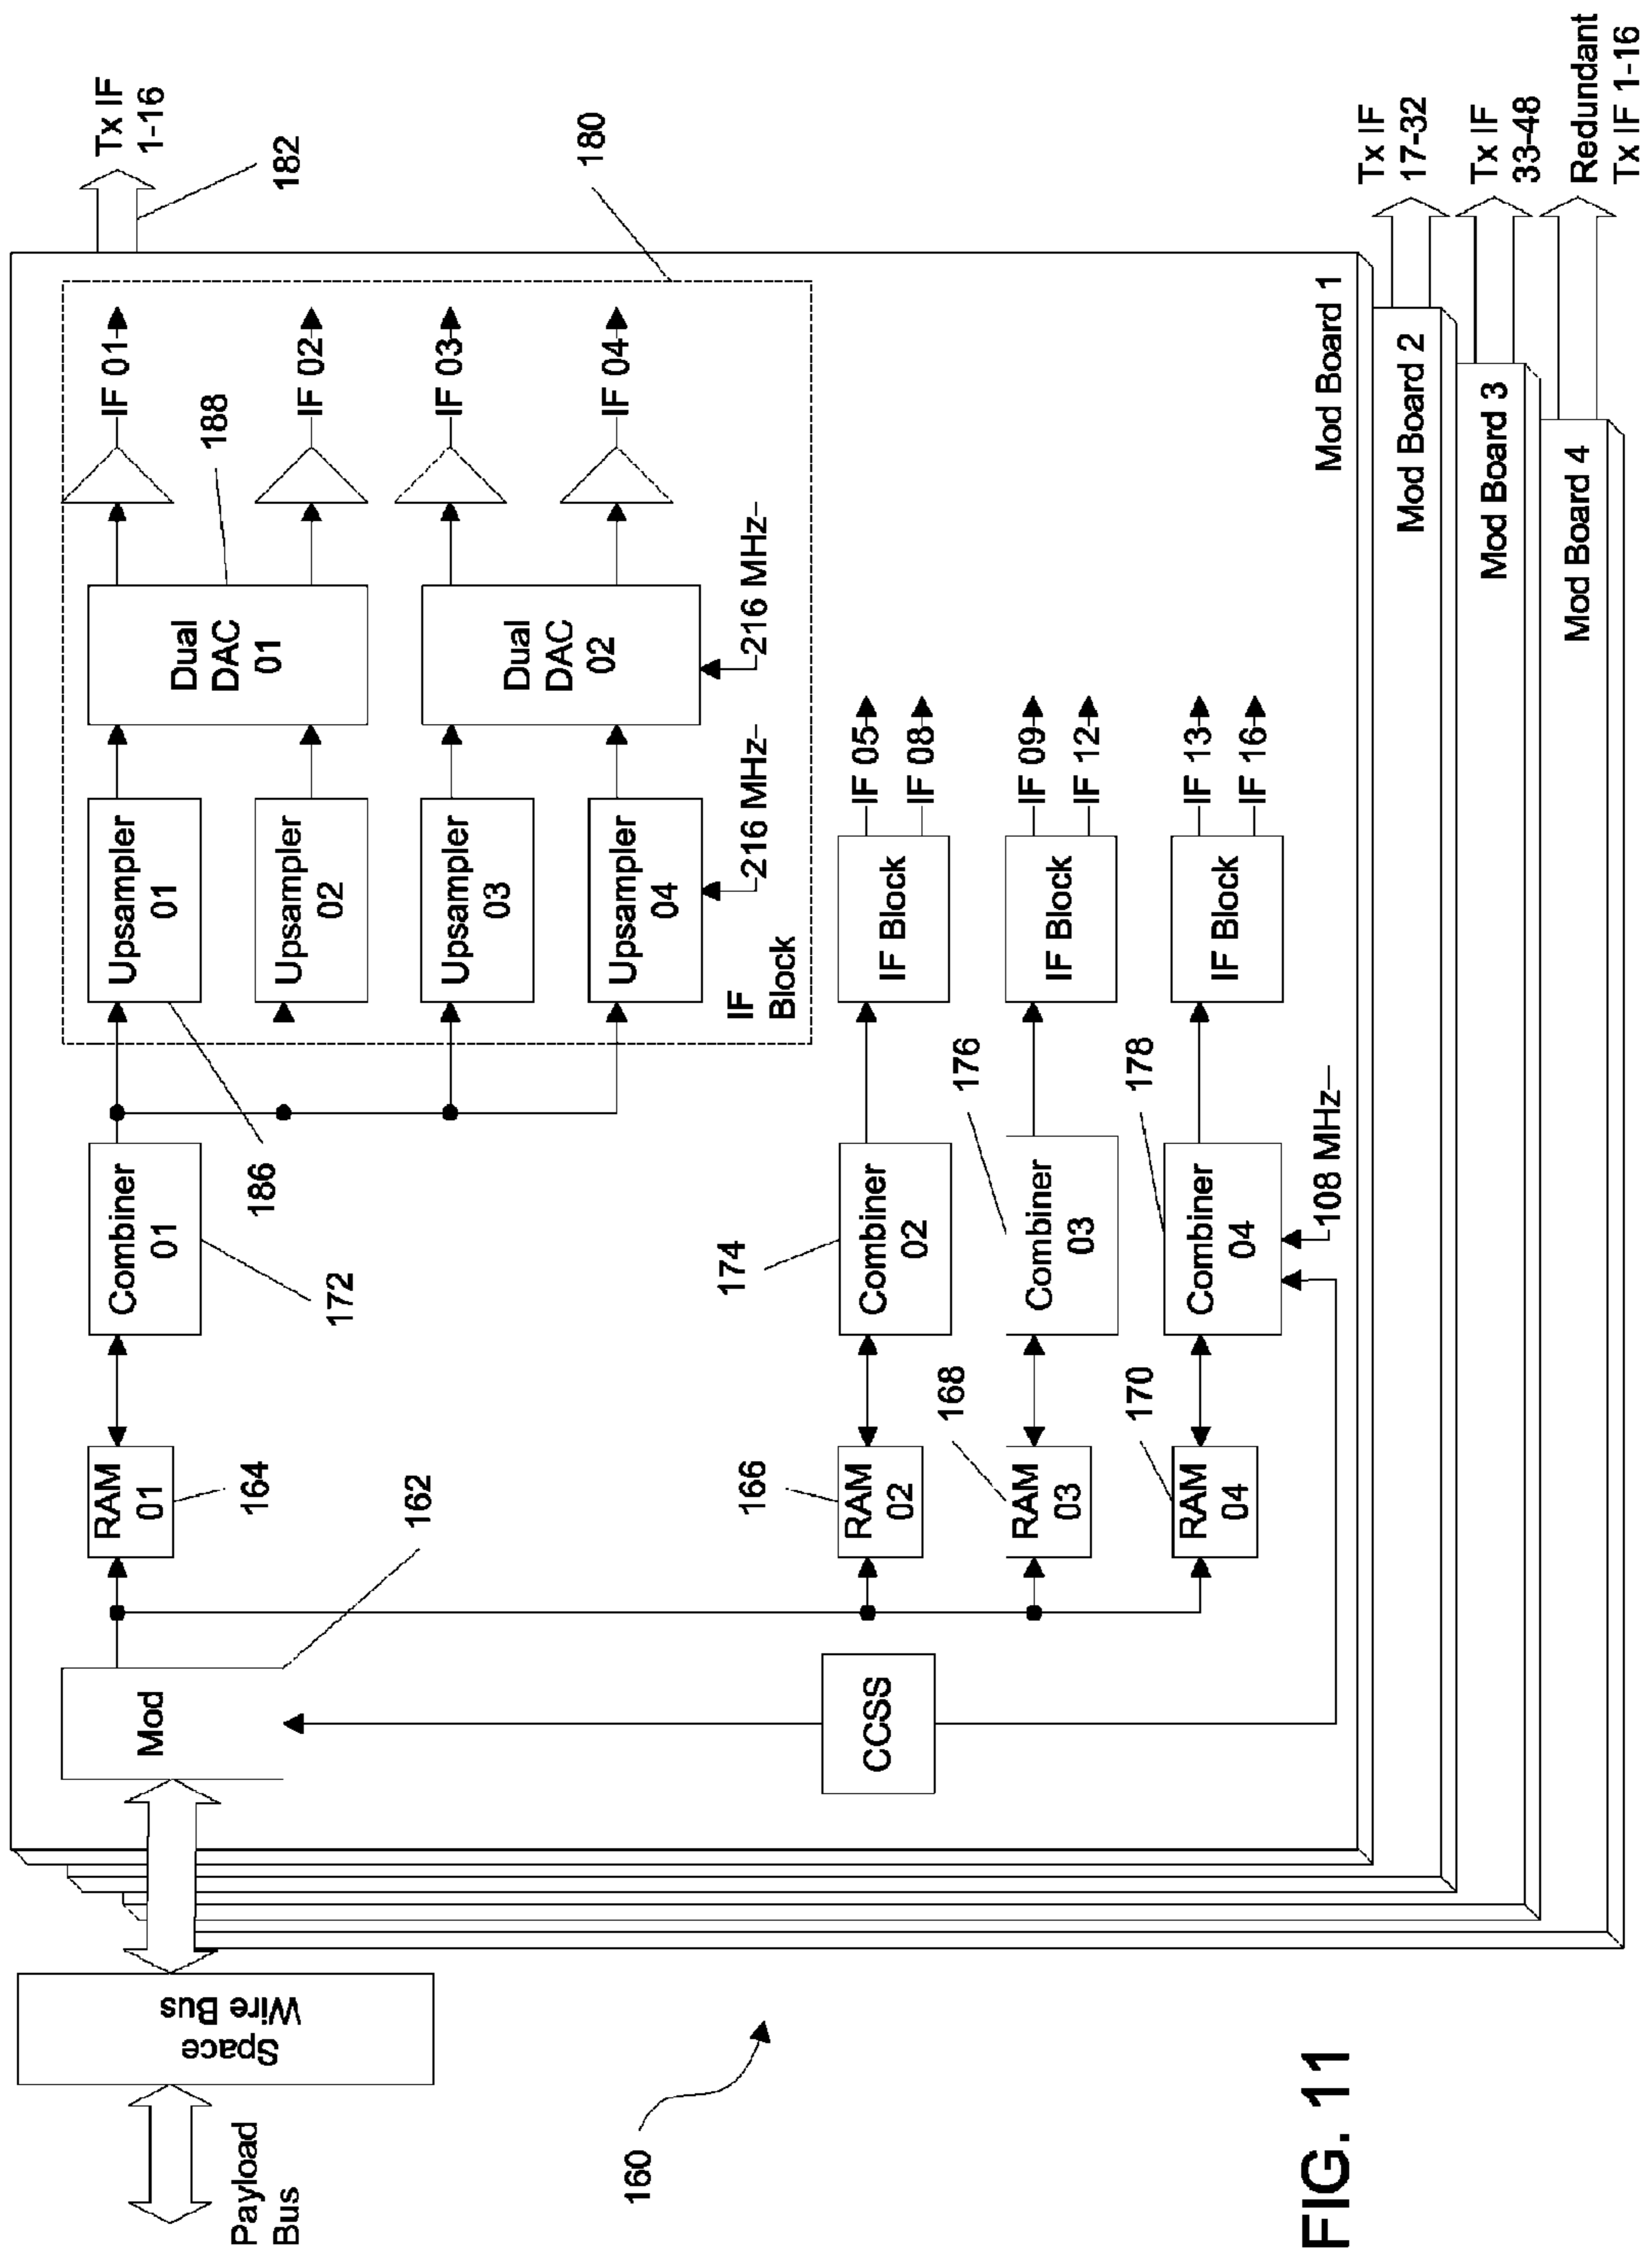 Payload
Bus
Space
Wire Bus
Mod
162
CCSS
RAM
01
164
RAM
02
166
RAM
03
168
RAM
04
170
Combiner
01
172
Combiner
02
174
Combiner
03
176
Combiner
04
178
108 MHz
Upsampler
01
186
Upsampler
02
Upsampler
03
Upsampler
04
216 MHz
IF
Block
Dual
DAC
01
188
Dual
DAC
02
216 MHz
IF 01
IF 02
IF 03
IF 04
180
IF Block
IF 05
IF 08
IF Block
IF 09
IF 12
IF Block
IF 13
IF 16
Tx IF
1-16
182
Mod Board 1
Mod Board 2
Mod Board 3
Mod Board 4
Tx IF
17-32
Tx IF
33-48
Redundant
Tx IF 1-16
160
FIG. 11